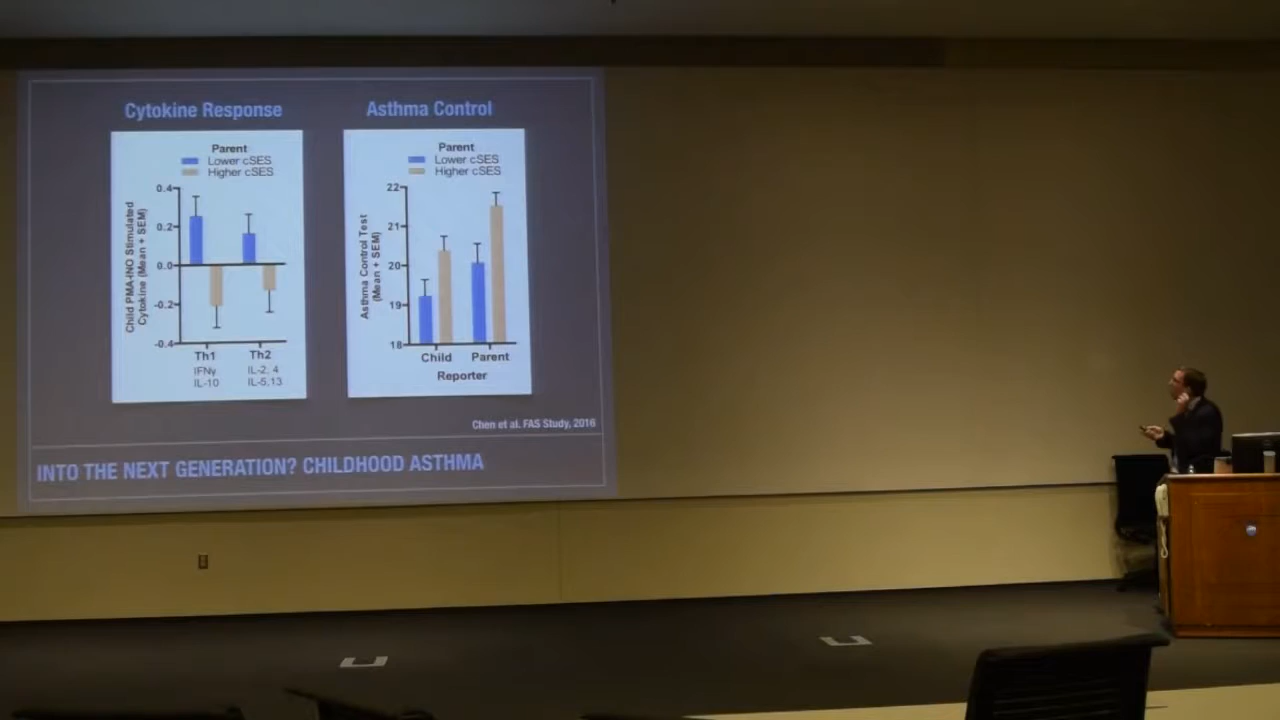 Cytokine Response
Parent
Lower cSES
Higher cSES
Child PMA-INO Stimulated
Cytokine (Mean + SEM)
0.4
0.2
0.0
-0.2
-0.4
Th1
Th2
IFNγ
IL-10
IL-2, 4
IL-5,13
Asthma Control
Parent
Lower cSES
Higher cSES
Asthma Control Test
(Mean + SEM)
22
21
20
19
18
Child
Parent
Reporter
Chen et al. FAS Study, 2016
INTO THE NEXT GENERATION? CHILDHOOD ASTHMA